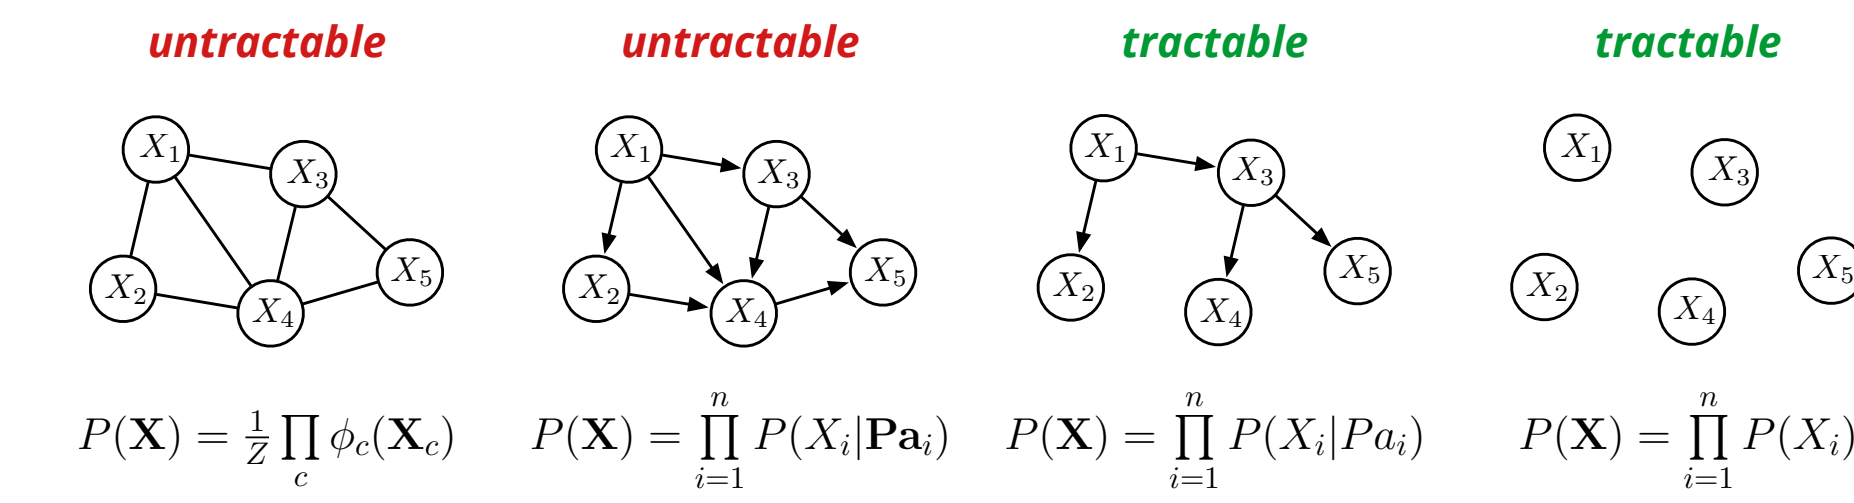 untractable untractable tractable tractable
X₁ X₃ X₂ X₄ X₅
X₁ X₃ X₂ X₄ X₅
X₁ X₃ X₂ X₄ X₅
X₁ X₃ X₂ X₄ X₅
P(𝐗) = 1/Z ∏_c ϕ_c(𝐗_c)
P(𝐗) = ∏_{i=1}^{n} P(X_i|𝐏𝐚_i)
P(𝐗) = ∏_{i=1}^{n} P(X_i|Pa_i)
P(𝐗) = ∏_{i=1}^{n} P(X_i)